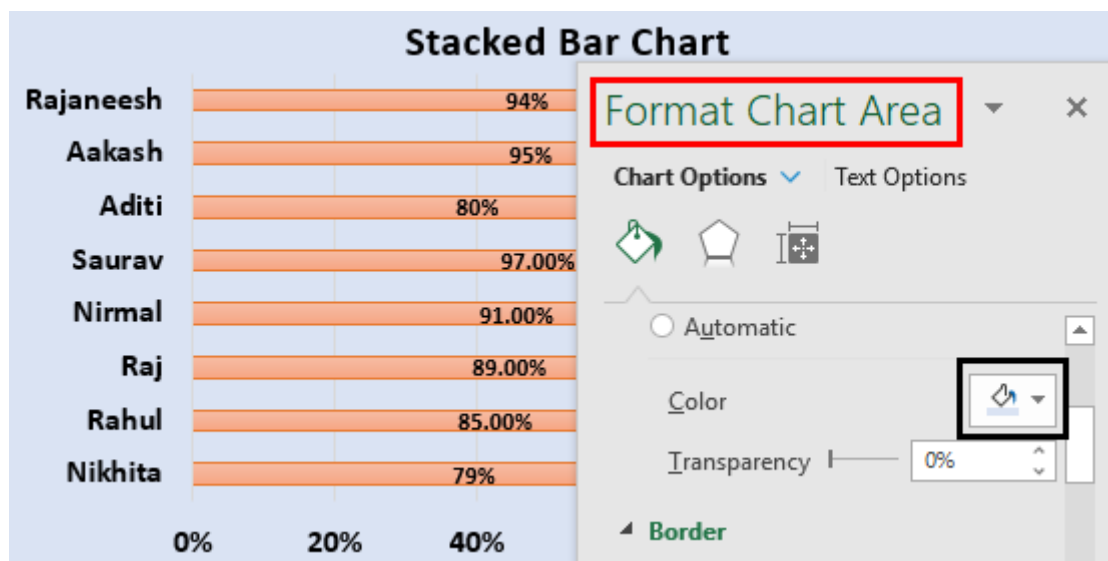 Stacked Bar Chart
Rajaneesh 94%
Aakash 95%
Aditi 80%
Saurav 97.00%
Nirmal 91.00%
Raj 89.00%
Rahul 85.00%
Nikhita 79%
0% 20% 40%
Format Chart Area
Chart Options Text Options
Automatic
Color
Transparency 0%
Border